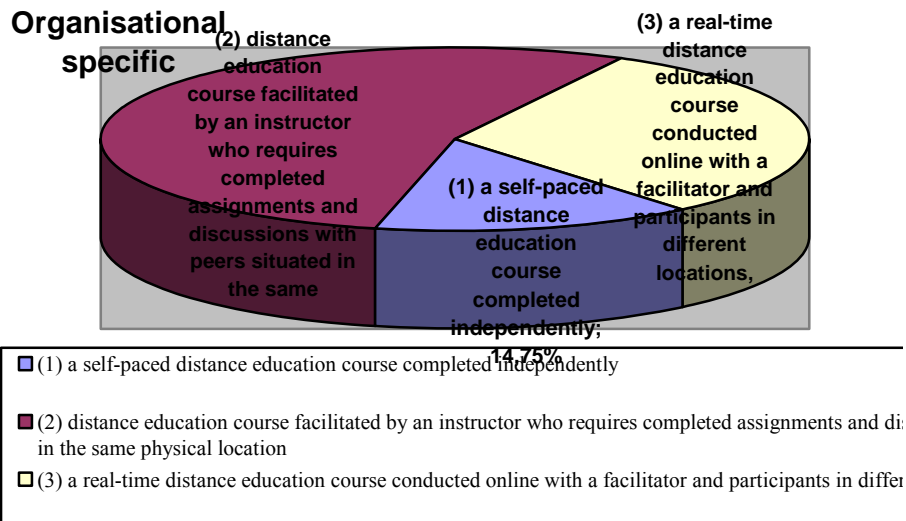 Organisational
specific
(2) distance
education
course facilitated
by an instructor
who requires
completed
assignments and
discussions with
peers situated in
the same
(3) a real-time
distance
education
course
conducted
online with a
facilitator and
participants in
different
locations,
(1) a self-paced
distance
education
course
completed
independently;
14,75%
(1) a self-paced distance education course completed independently
(2) distance education course facilitated by an instructor who requires completed assignments and dis
in the same physical location
(3) a real-time distance education course conducted online with a facilitator and participants in differe